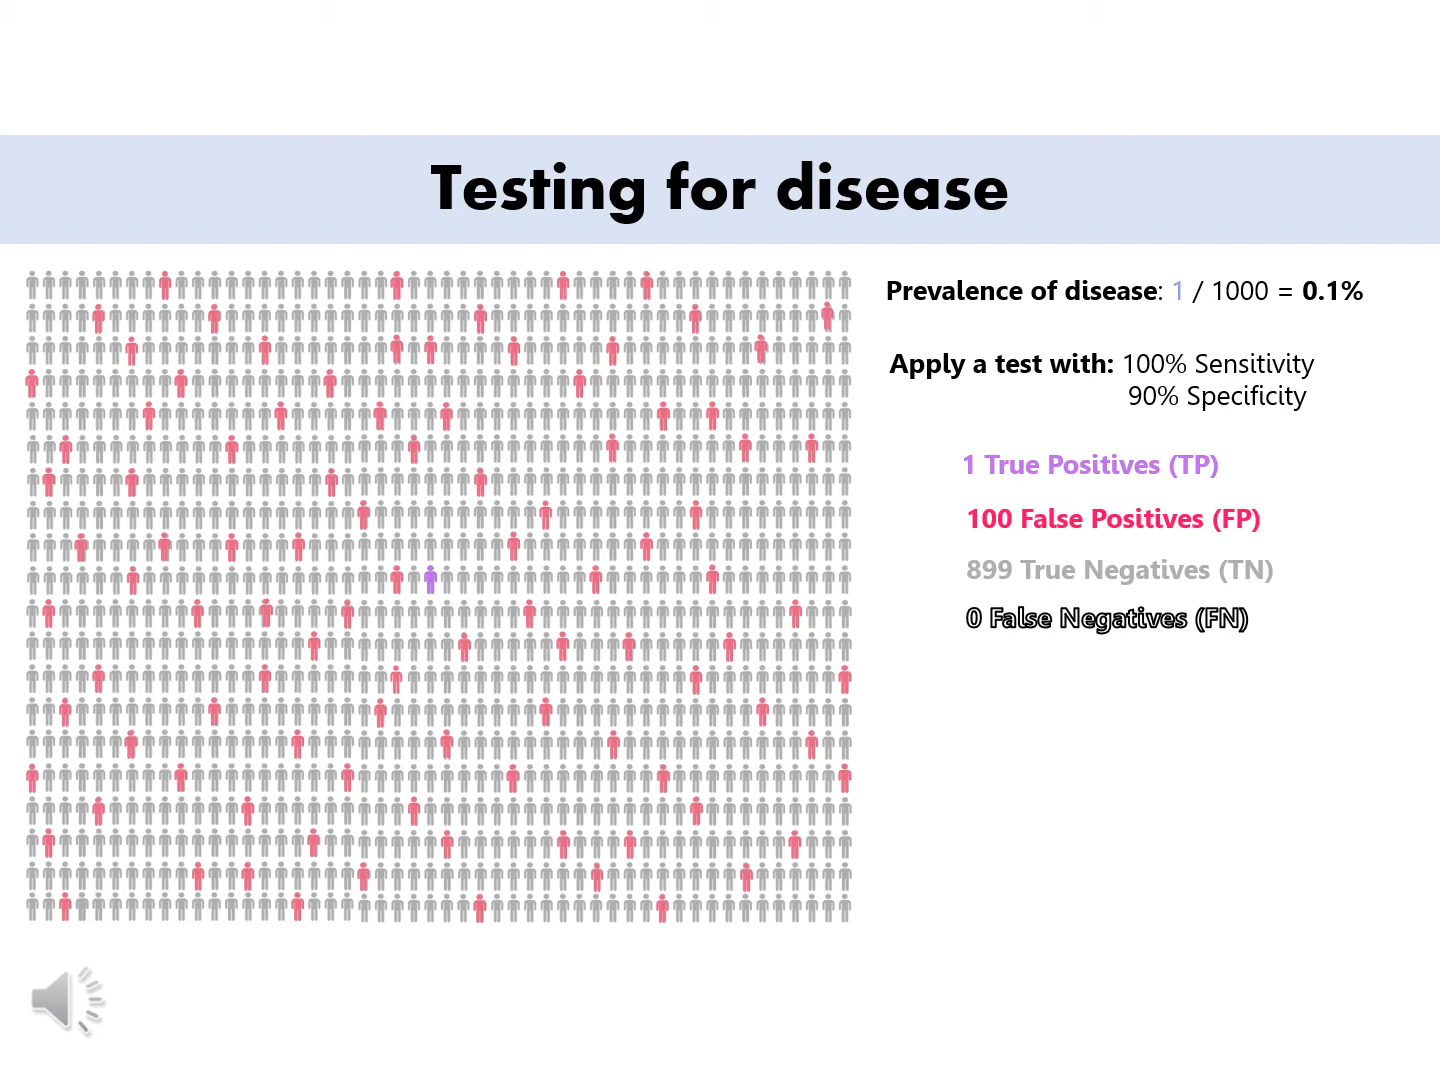 Testing for disease
Prevalence of disease: 1 / 1000 = 0.1%
Apply a test with: 100% Sensitivity
90% Specificity
1 True Positives (TP)
100 False Positives (FP)
899 True Negatives (TN)
0 False Negatives (FN)